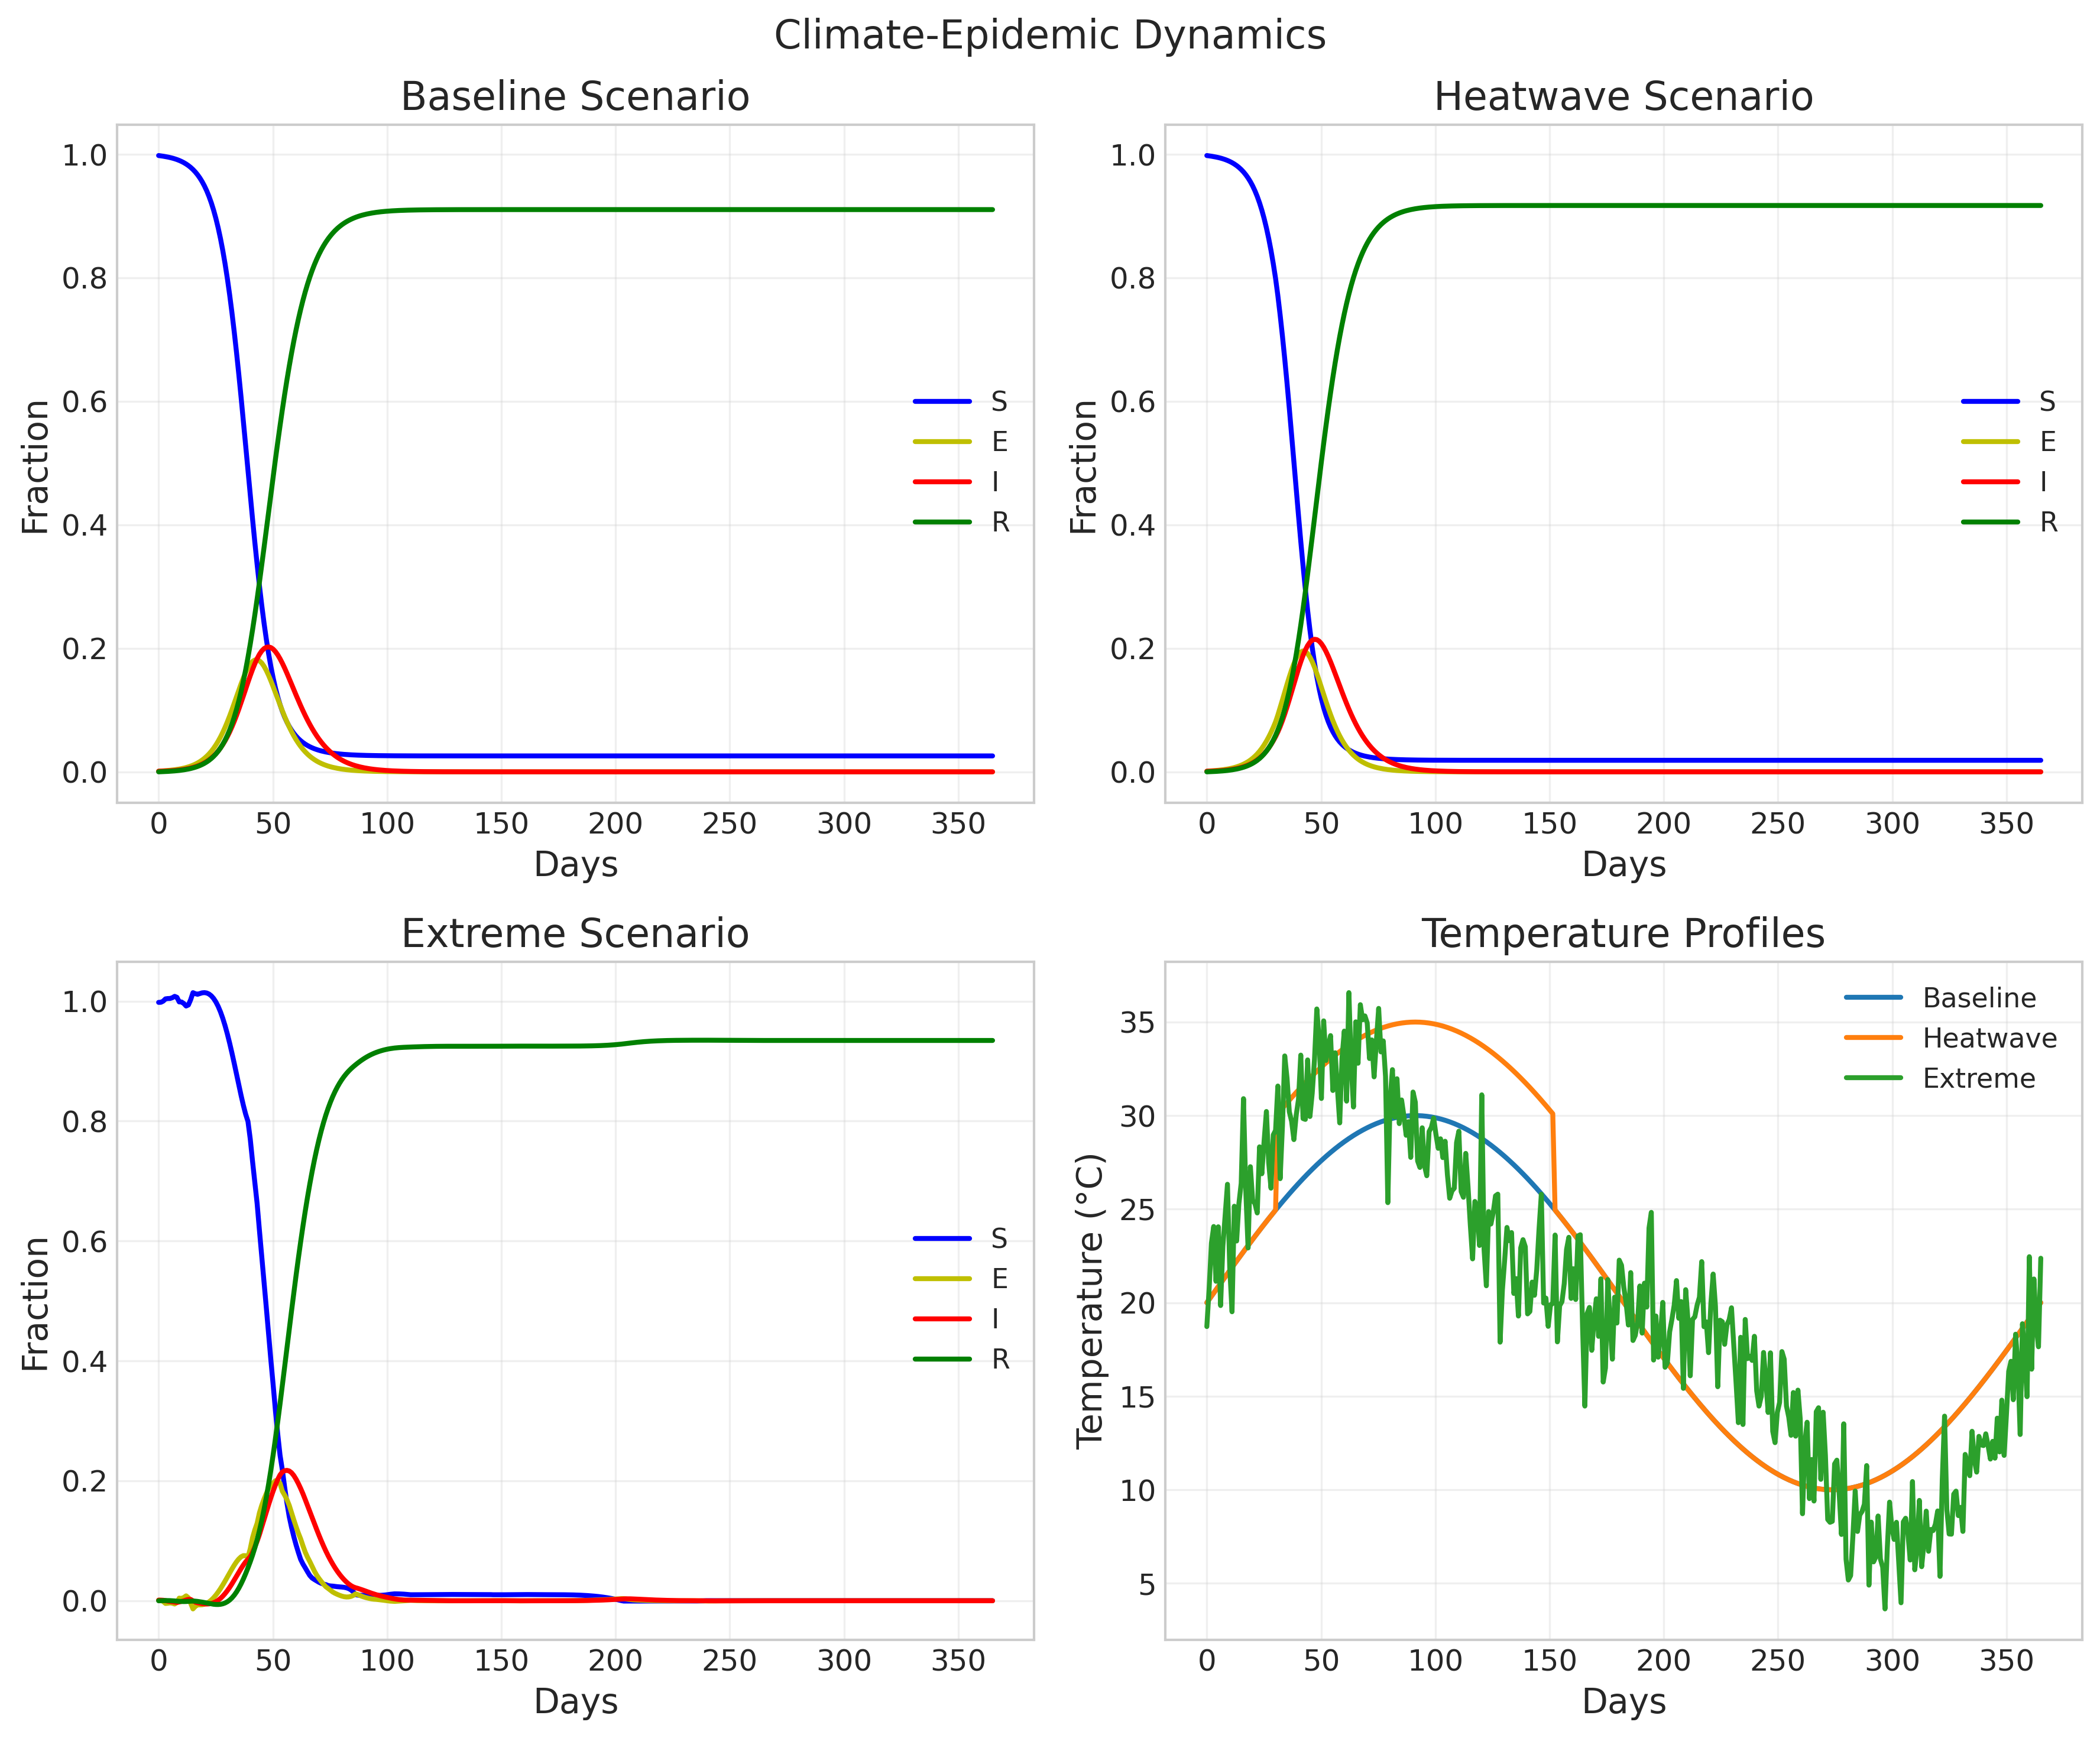 Climate-Epidemic Dynamics
Baseline Scenario
Fraction
1.0
0.8
0.6
0.4
0.2
0.0
S
E
I
R
0 50 100 150 200 250 300 350
Days
Heatwave Scenario
Fraction
1.0
0.8
0.6
0.4
0.2
0.0
S
E
I
R
0 50 100 150 200 250 300 350
Days
Extreme Scenario
Fraction
1.0
0.8
0.6
0.4
0.2
0.0
S
E
I
R
0 50 100 150 200 250 300 350
Days
Temperature Profiles
Temperature (°C)
35
30
25
20
15
10
5
Baseline
Heatwave
Extreme
0 50 100 150 200 250 300 350
Days